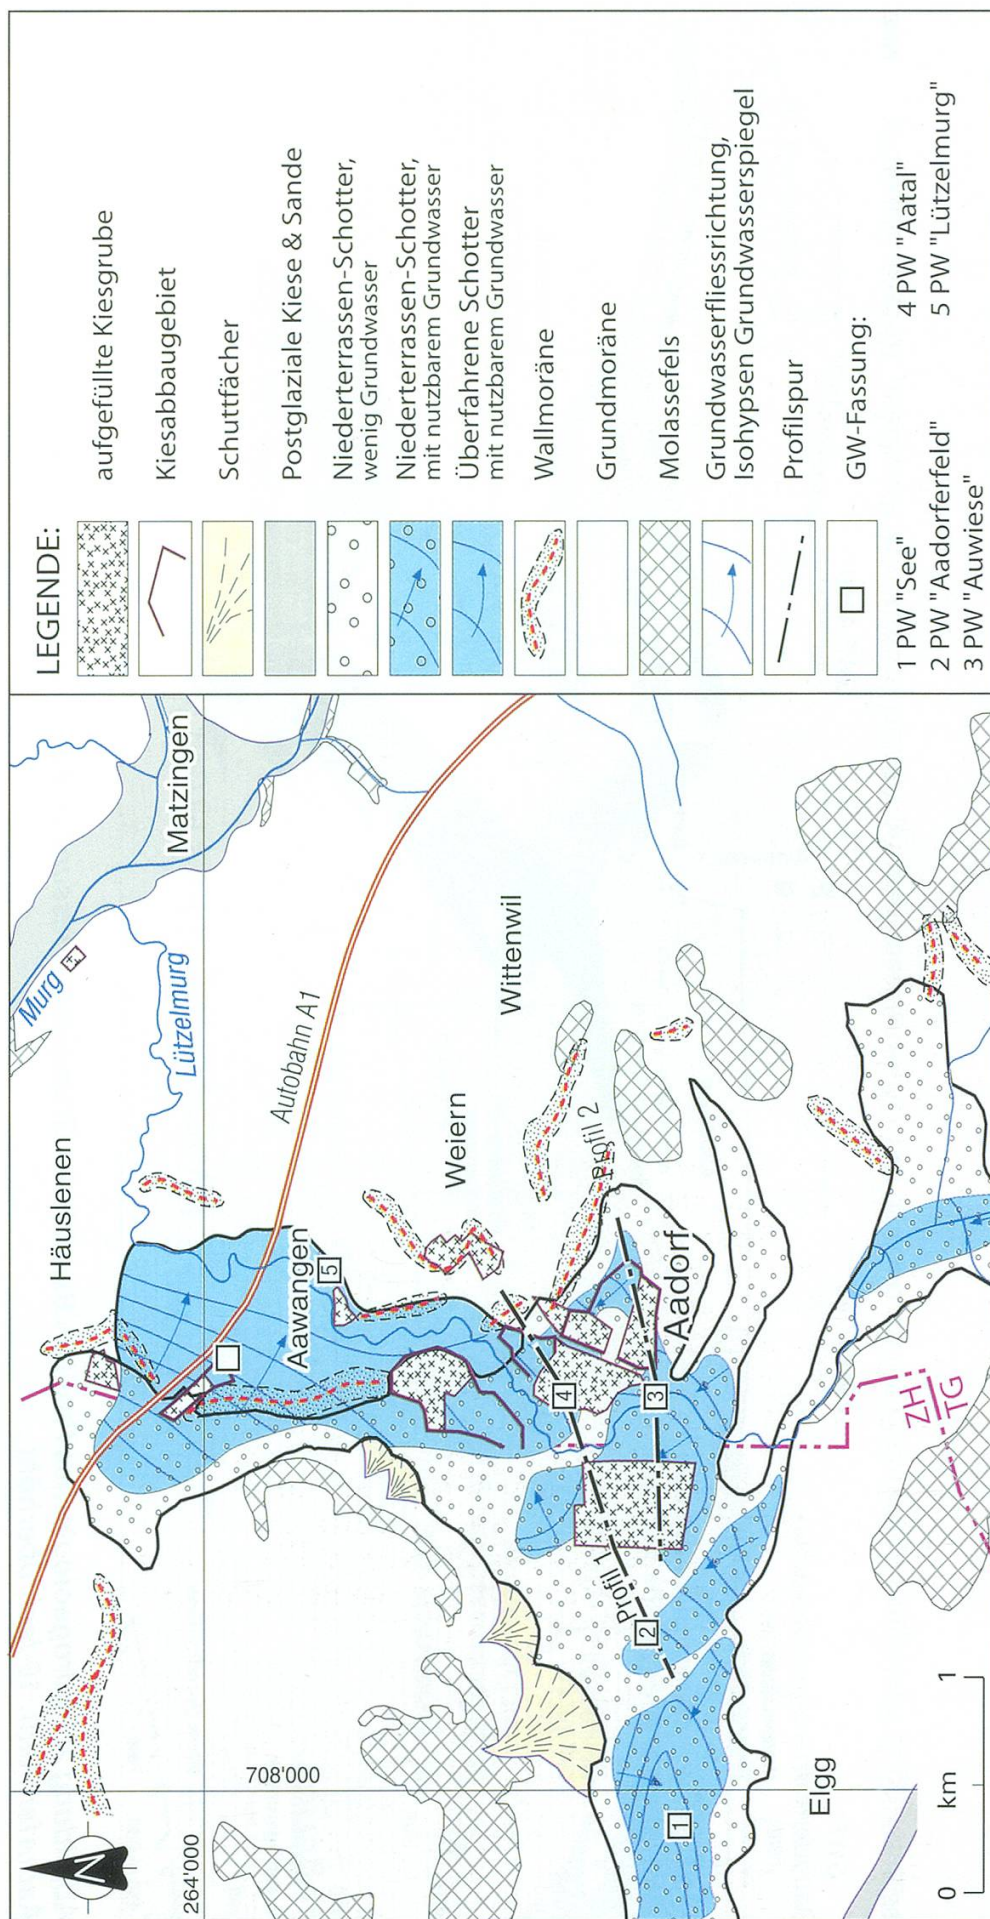 LEGENDE:
aufgefüllte Kiesgrube
Kiesabbaugebiet
Schuttfächer
Postglaziale Kiese & Sande
Niederterrassen-Schotter,
wenig Grundwasser
Niederterrassen-Schotter,
mit nutzbarem Grundwasser
Überfahrene Schotter
mit nutzbarem Grundwasser
Wallmoräne
Grundmoräne
Molassefels
Grundwasserfliessrichtung,
Isohypsen Grundwasserspiegel
Profilspur
GW-Fassung:
1 PW "See"
2 PW "Aadorferfeld"
3 PW "Auwiese"
4 PW "Aatal"
5 PW "Lützelmurg"
N
264'000
708'000
Häuslenen
Murg
Lützelmurg
Matzingen
Autobahn A1
Aawangen
5
Weiern
Wittenwil
Profil 2
4
3
Aadorf
Profil 1
2
1
ZH
TG
Elgg
0 km 1